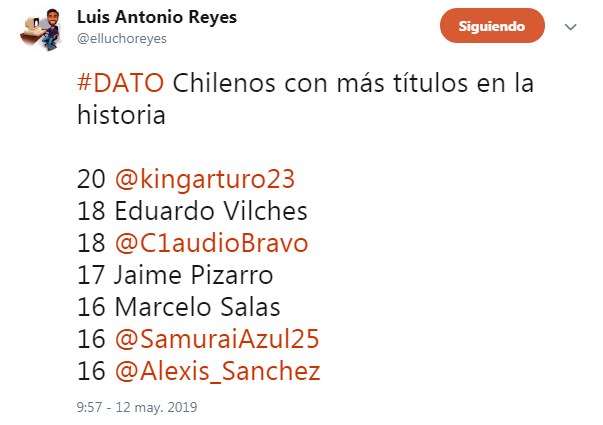 Luis Antonio Reyes
@elluchoreyes
Siguiendo
#DATO Chilenos con más títulos en la
historia
20 @kingarturo23
18 Eduardo Vilches
18 @C1audioBravo
17 Jaime Pizarro
16 Marcelo Salas
16 @SamuraiAzul25
16 @Alexis_Sanchez
9:57 - 12 may. 2019